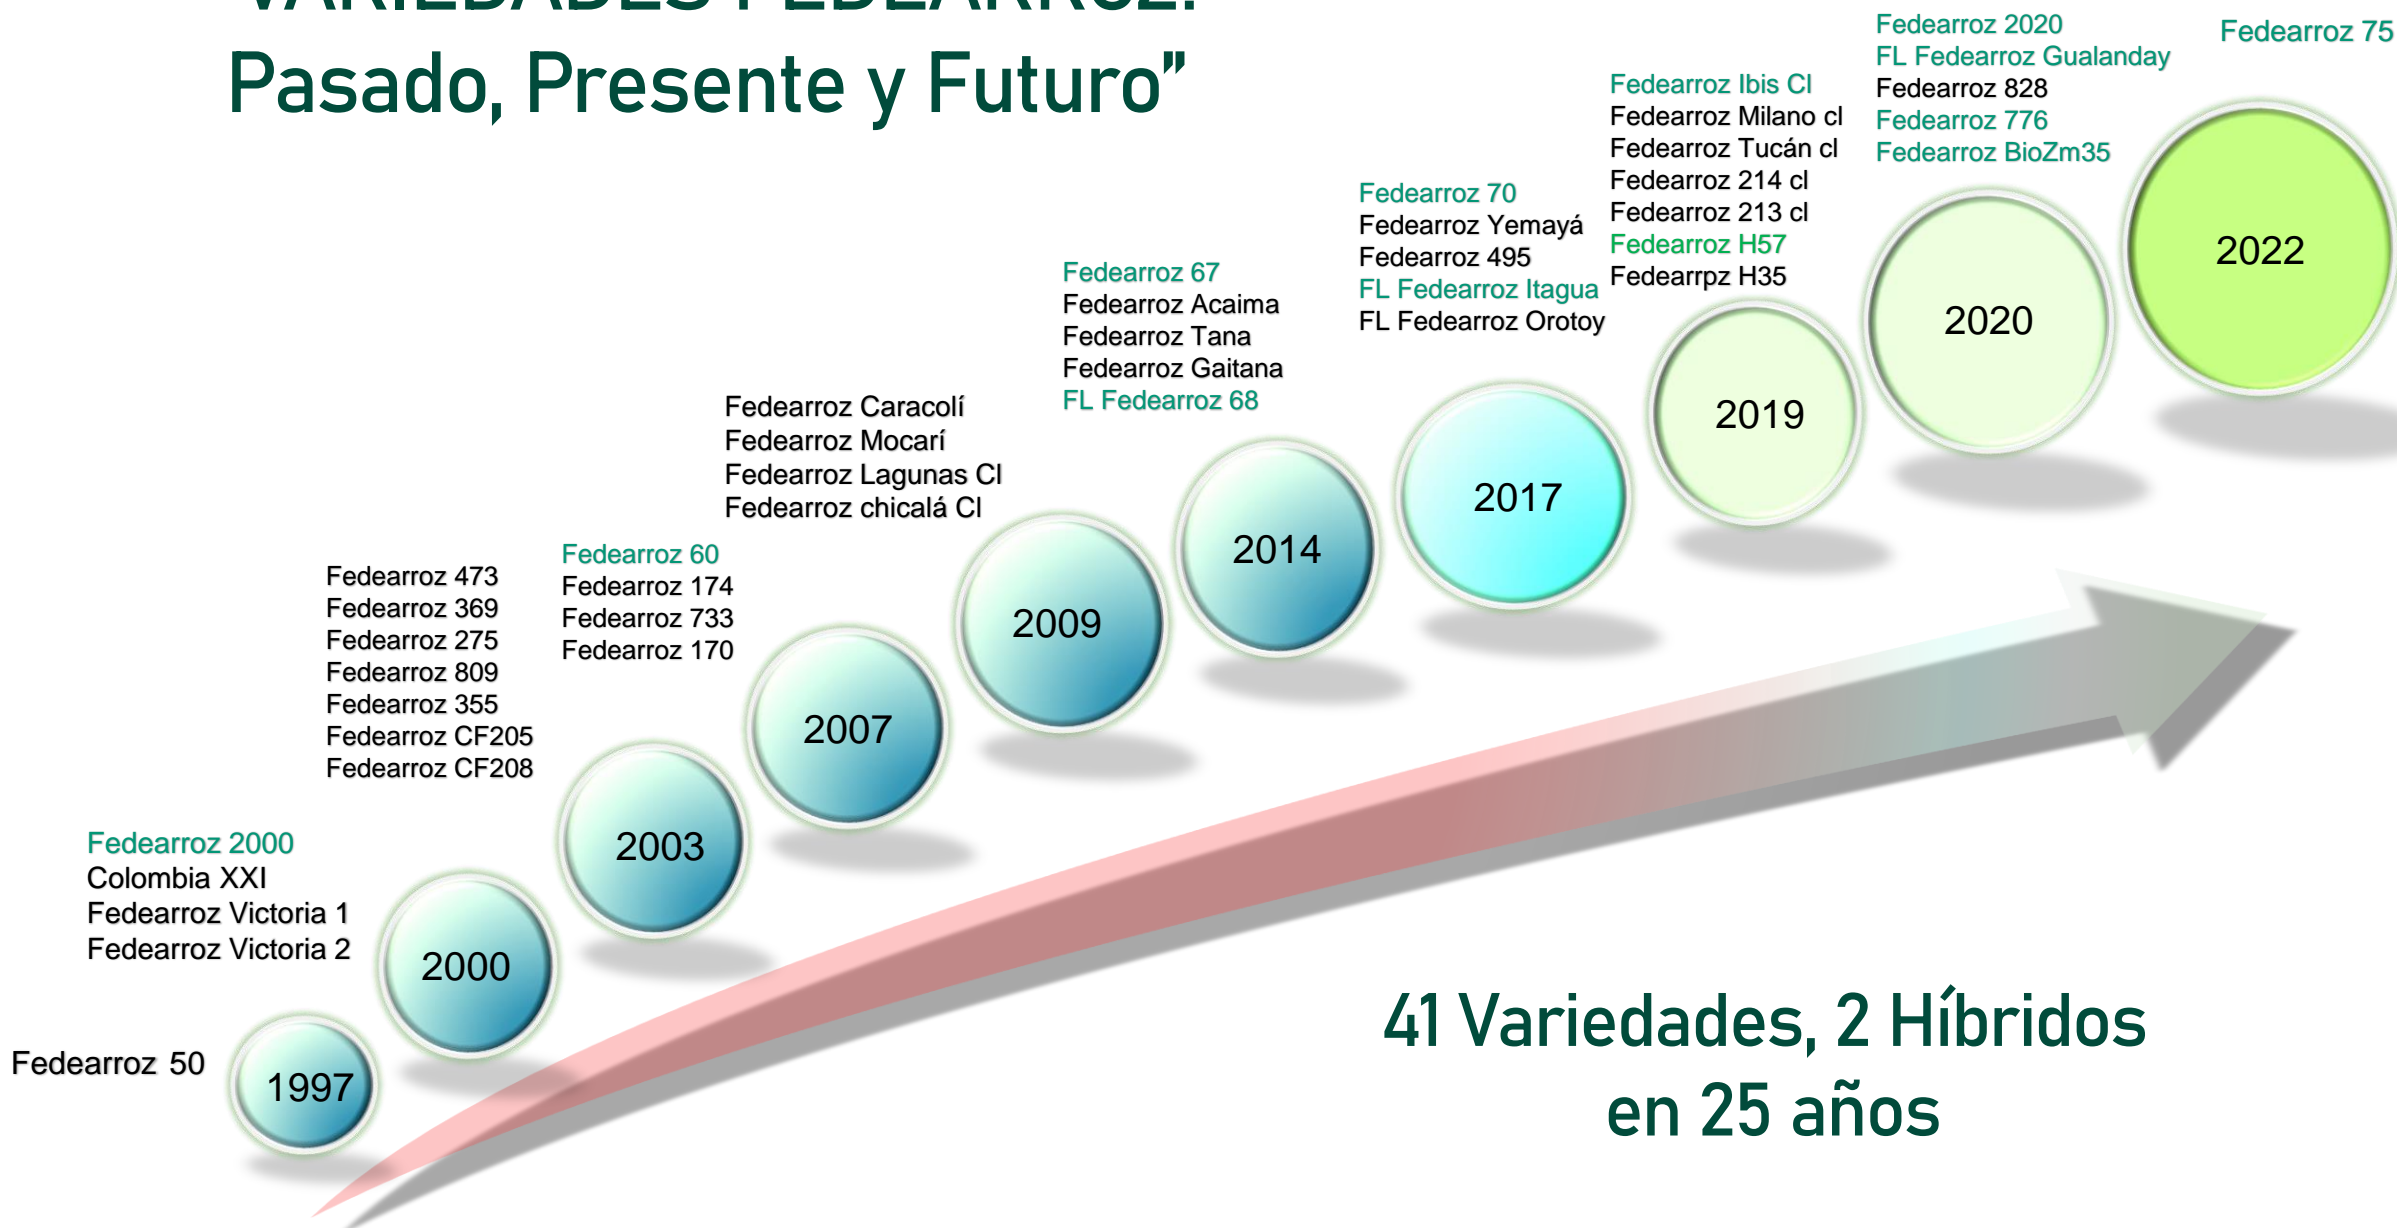 VARIEDADES FEDEARROZ:
Pasado, Presente y Futuro”
Fedearroz 50
1997
Fedearroz 2000
Colombia XXI
Fedearroz Victoria 1
Fedearroz Victoria 2
2000
Fedearroz 473
Fedearroz 369
Fedearroz 275
Fedearroz 809
Fedearroz 355
Fedearroz CF205
Fedearroz CF208
2003
Fedearroz 60
Fedearroz 174
Fedearroz 733
Fedearroz 170
2007
Fedearroz Caracolí
Fedearroz Mocarí
Fedearroz Lagunas Cl
Fedearroz chicalá Cl
2009
Fedearroz 67
Fedearroz Acaima
Fedearroz Tana
Fedearroz Gaitana
FL Fedearroz 68
2014
Fedearroz 70
Fedearroz Yemayá
Fedearroz 495
FL Fedearroz Itagua
FL Fedearroz Orotoy
2017
Fedearroz Ibis Cl
Fedearroz Milano cl
Fedearroz Tucán cl
Fedearroz 214 cl
Fedearroz 213 cl
Fedearroz H57
Fedearrpz H35
2019
Fedearroz 2020
FL Fedearroz Gualanday
Fedearroz 828
Fedearroz 776
Fedearroz BioZm35
2020
Fedearroz 75
2022
41 Variedades, 2 Híbridos
en 25 años